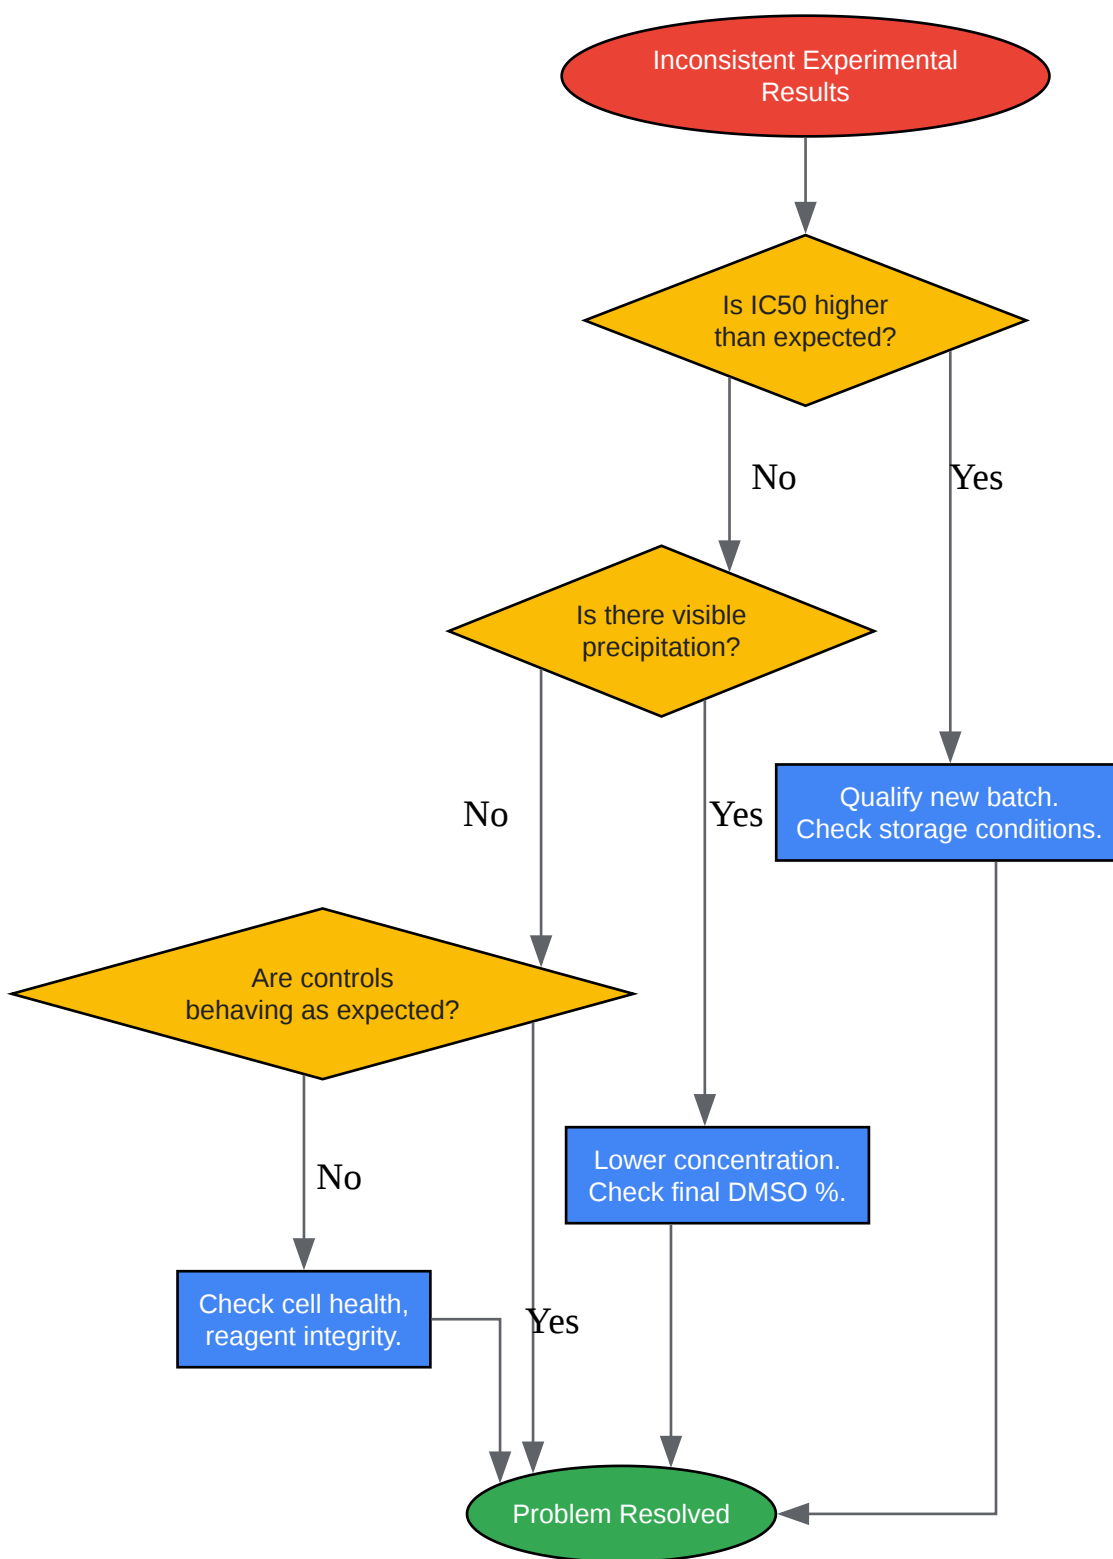 Inconsistent Experimental
Results
Is IC50 higher
than expected?
No
Yes
Is there visible
precipitation?
No
Yes
Qualify new batch.
Check storage conditions.
Are controls
behaving as expected?
No
Lower concentration.
Check final DMSO %.
Check cell health,
reagent integrity.
Yes
Problem Resolved